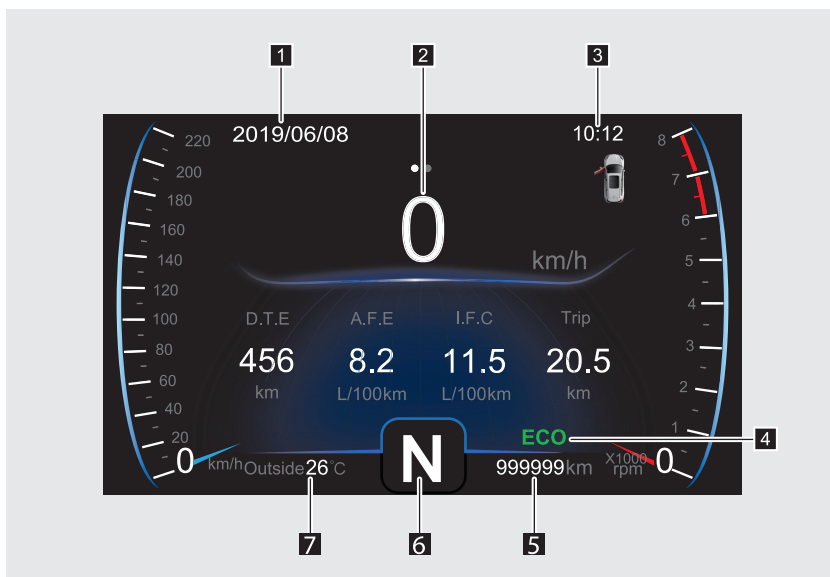 1 2 3
2019/06/08 10:12
0
km/h
220
200
180
160
140
120
100
80
60
40
20
0 km/h
8
7
6
5
4
3
2
1
0
X1000 rpm
D.T.E A.F.E I.F.C Trip
456 8.2 11.5 20.5
km L/100km L/100km km
ECO 4
Outside 26°C N 999999 km
7 6 5